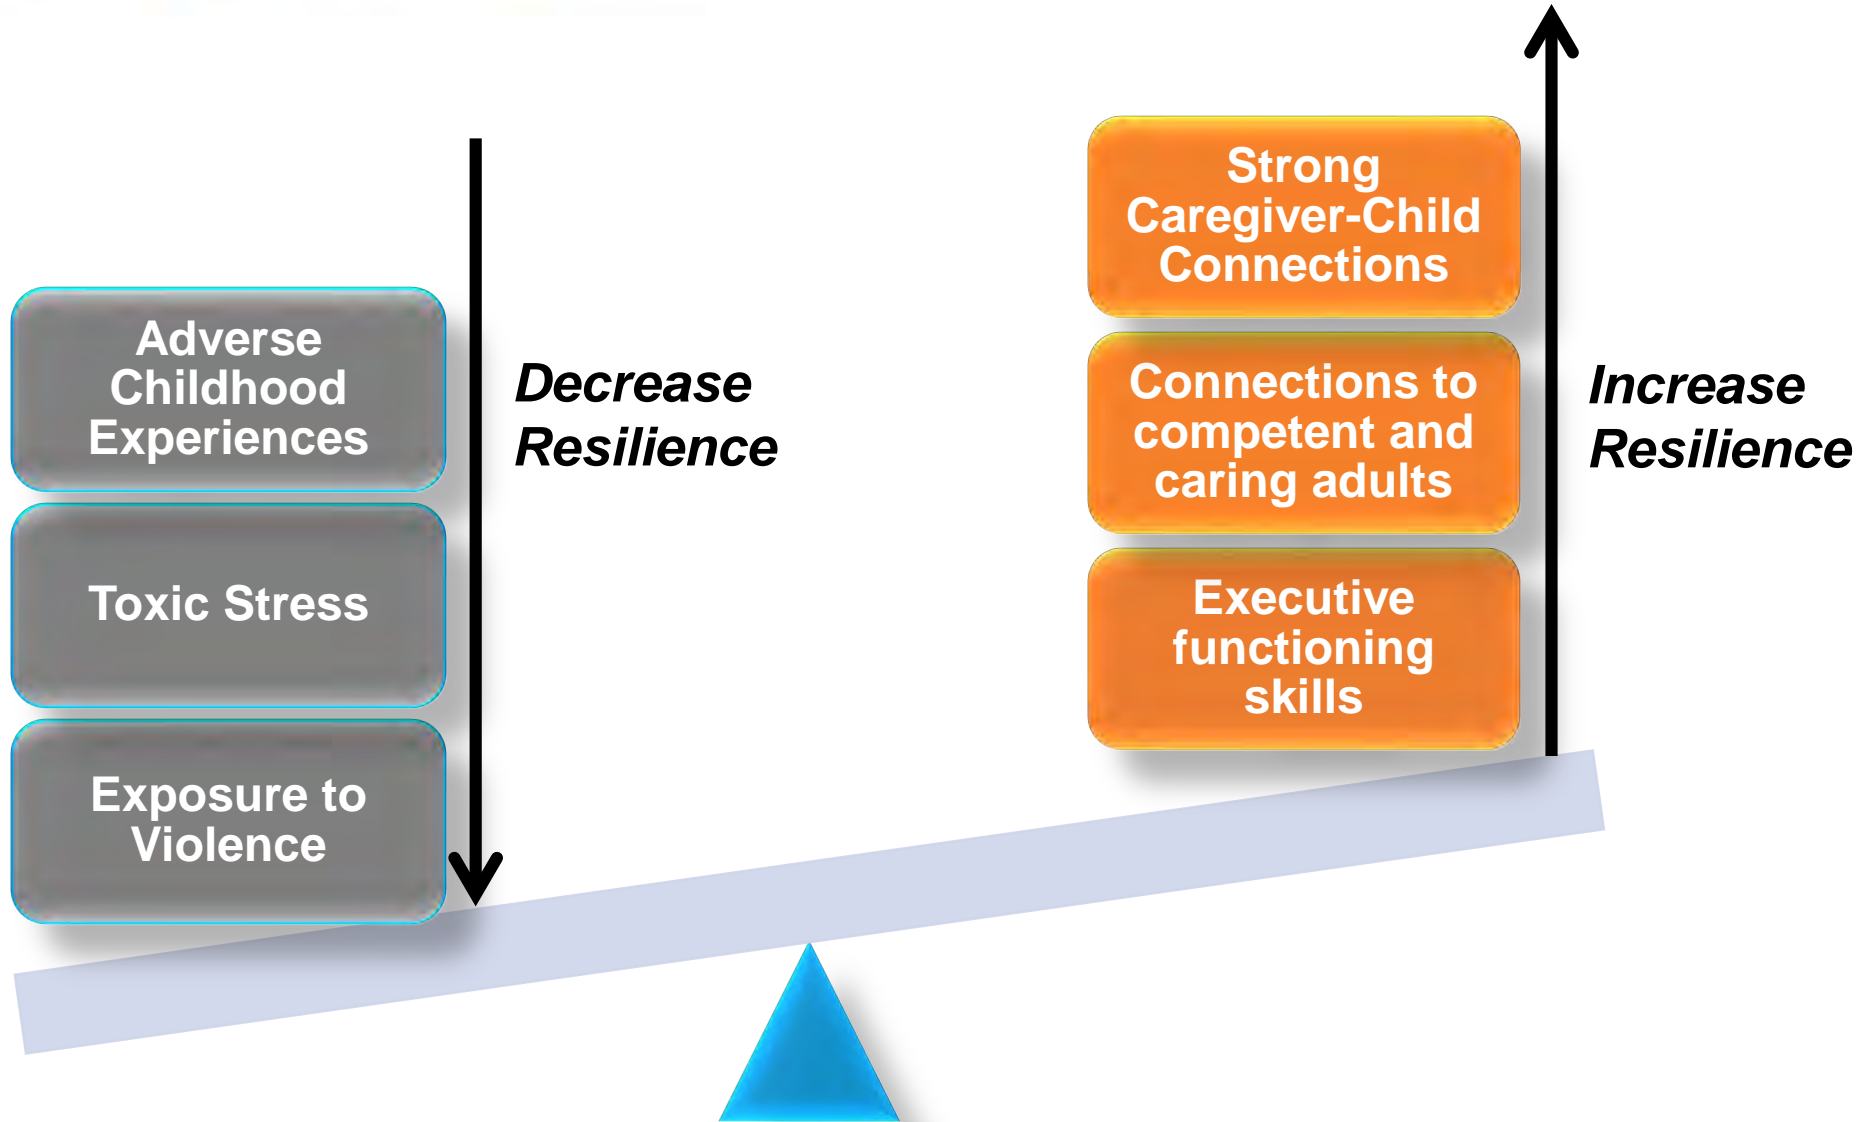 Adverse
Childhood
Experiences
Toxic Stress
Exposure to
Violence
Decrease
Resilience
Strong
Caregiver-Child
Connections
Connections to
competent and
caring adults
Executive
functioning
skills
Increase
Resilience